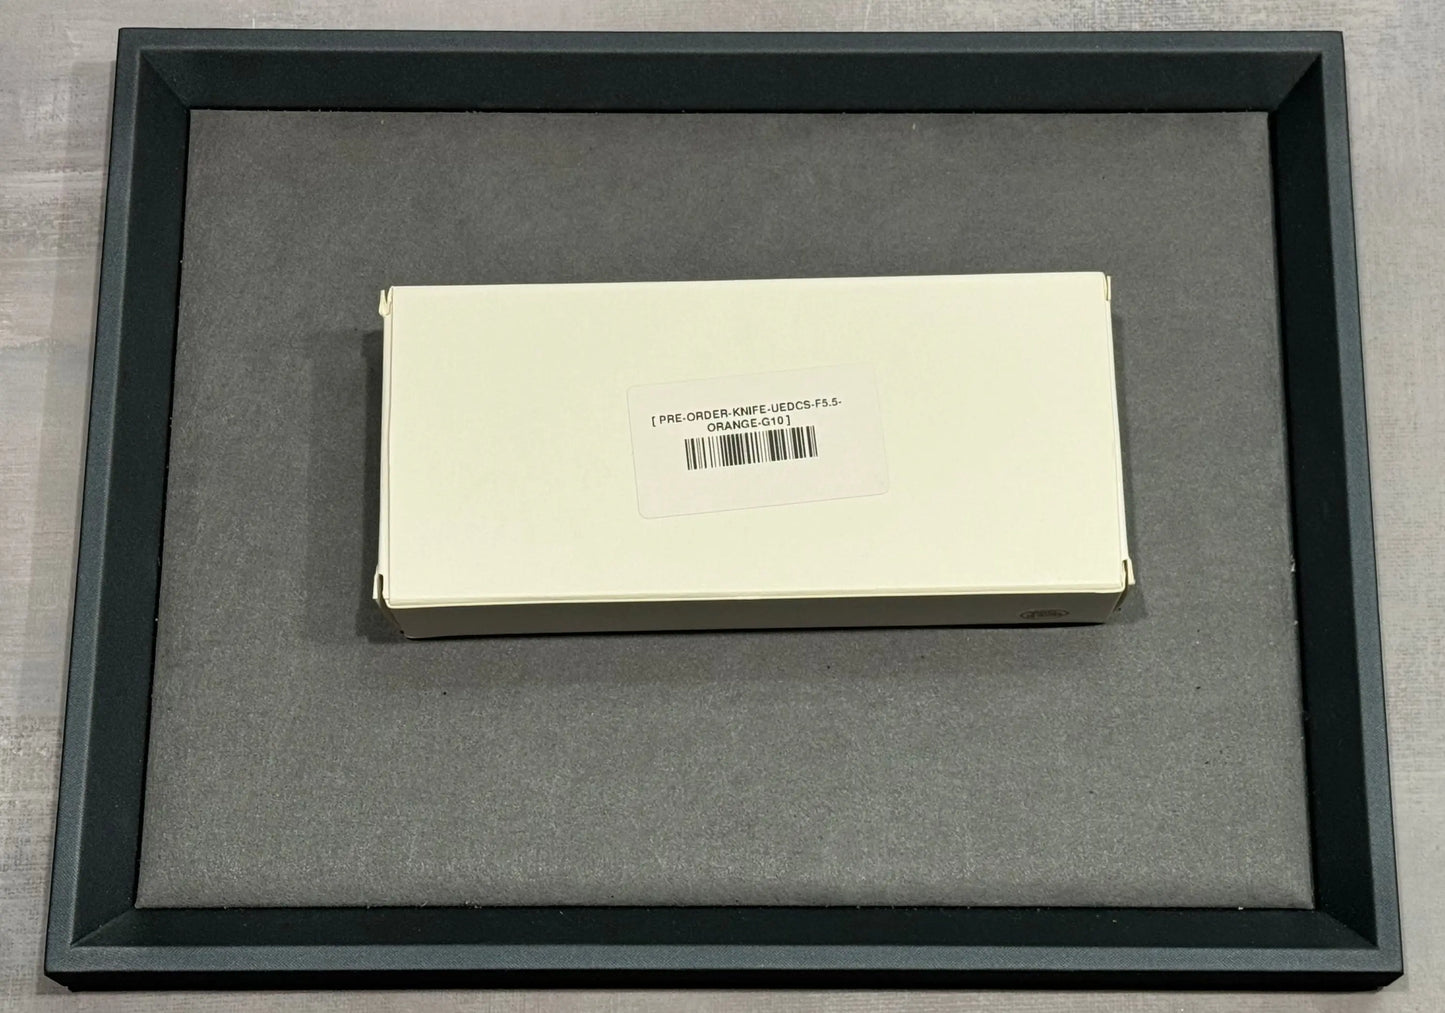 [ PRE-ORDER-KNIFE-UEDCS-F5.5-
ORANGE-G10 ]